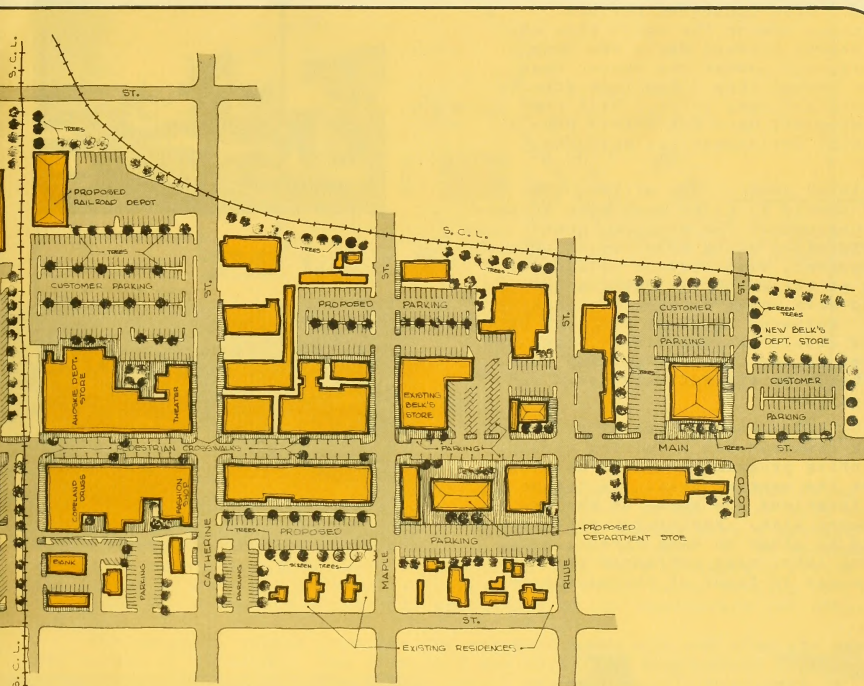 S.C.L.
ST.
TREES
PROPOSED
RAILROAD DEPOT
TREES
CUSTOMER PARKING
ST.
TREES
ST.
S.C.L.
TREES
ST.
ST.
PROPOSED
PARKING
CUSTOMER
PARKING
SCREEN
TREES
NEW BELK'S
DEPT. STORE
CUSTOMER
PARKING
AHOSKIE DEPT.
STORE
THEATER
EXISTING
BELK'S
STORE
TREES
PEDESTRIAN CROSSWALKS
PARKING
MAIN
TREES
ST.
COPELAND DRUGS
FASHION
SHOP
LLOYD
TREES
PROPOSED
PARKING
PROPOSED
DEPARTMENT STOE
BANK
PARKING
CATHERINE
PARKING
SCREEN TREES
MAPLE
RHUE
ST.
EXISTING RESIDENCES
S.C.L.